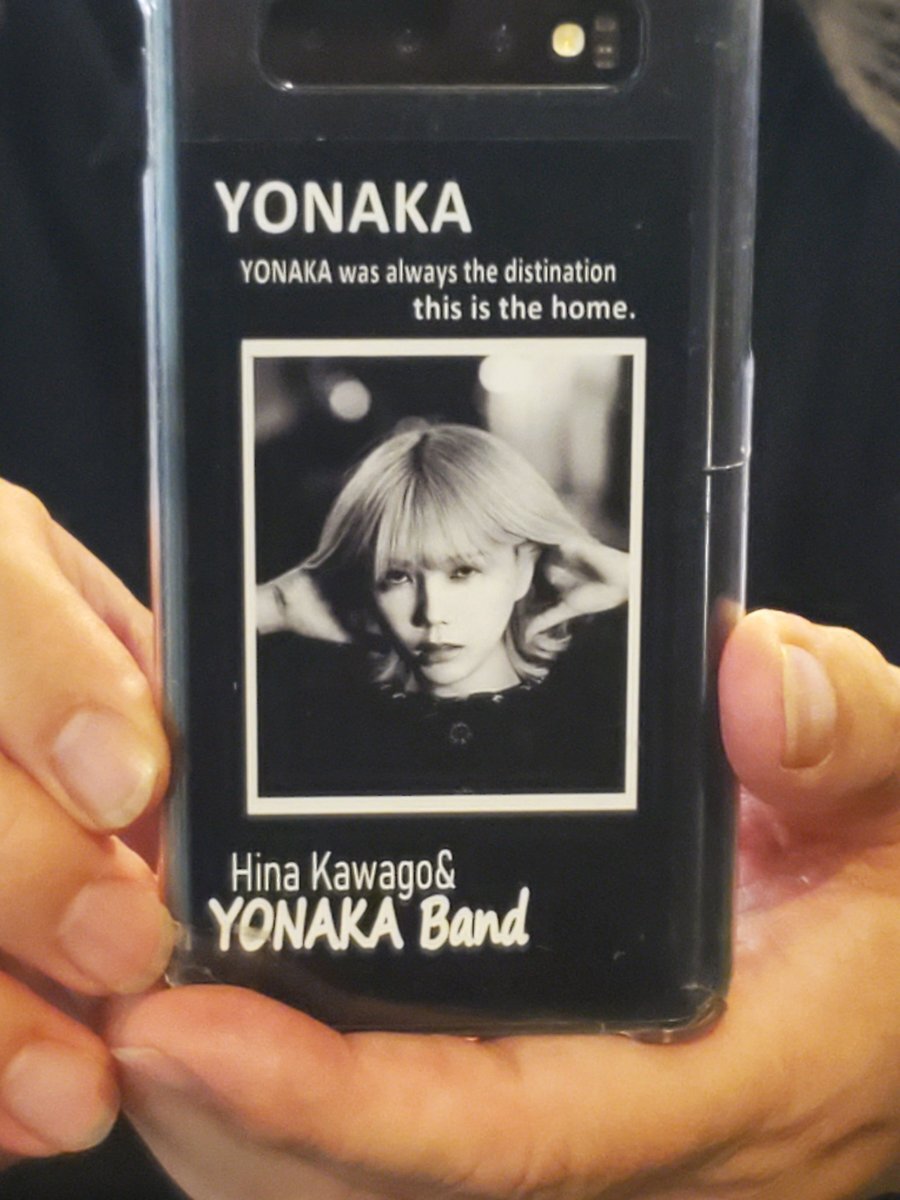 YONAKA
YONAKA was always the distination
this is the home.
Hina Kawago&
YONAKA Band